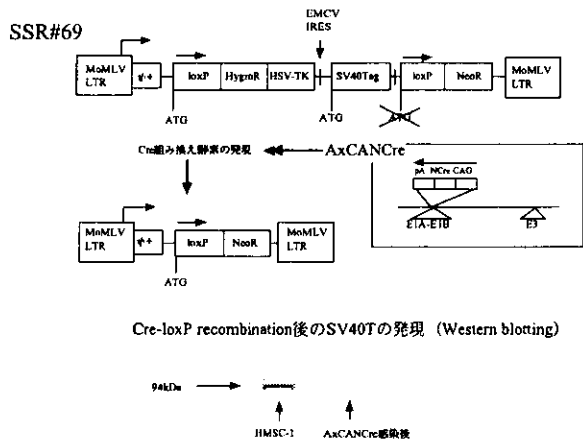 SSR#69
EMCV
IRES
MoMLV
LTR
ψ+
loxP
HygroR
HSV-TK
SV40Tag
loxP
NeoR
MoMLV
LTR
ATG
ATG
ATG
Cre組み換え酵素の発現
AxCANCre
pA NCre CAG
E1A-E1B
E3
MoMLV
LTR
ψ+
loxP
NeoR
MoMLV
LTR
ATG
Cre-loxP recombination後のSV40Tの発現 (Western blotting)
94kDa
HMSC-1
AxCANCre感染後